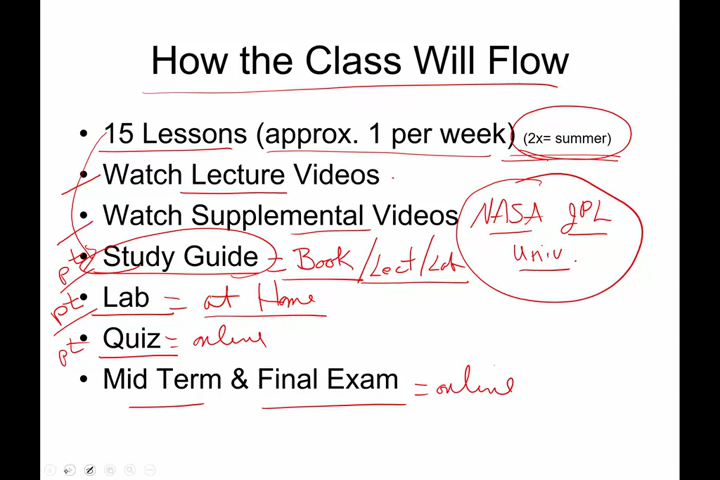 How the Class Will Flow
• 15 Lessons (approx. 1 per week) (2x= summer)
• Watch Lecture Videos
• Watch Supplemental Videos NASA JPL
Univ.
pts • Study Guide = Book/Lect/Lab
pt • Lab = at Home
pt • Quiz = online
• Mid Term & Final Exam = online